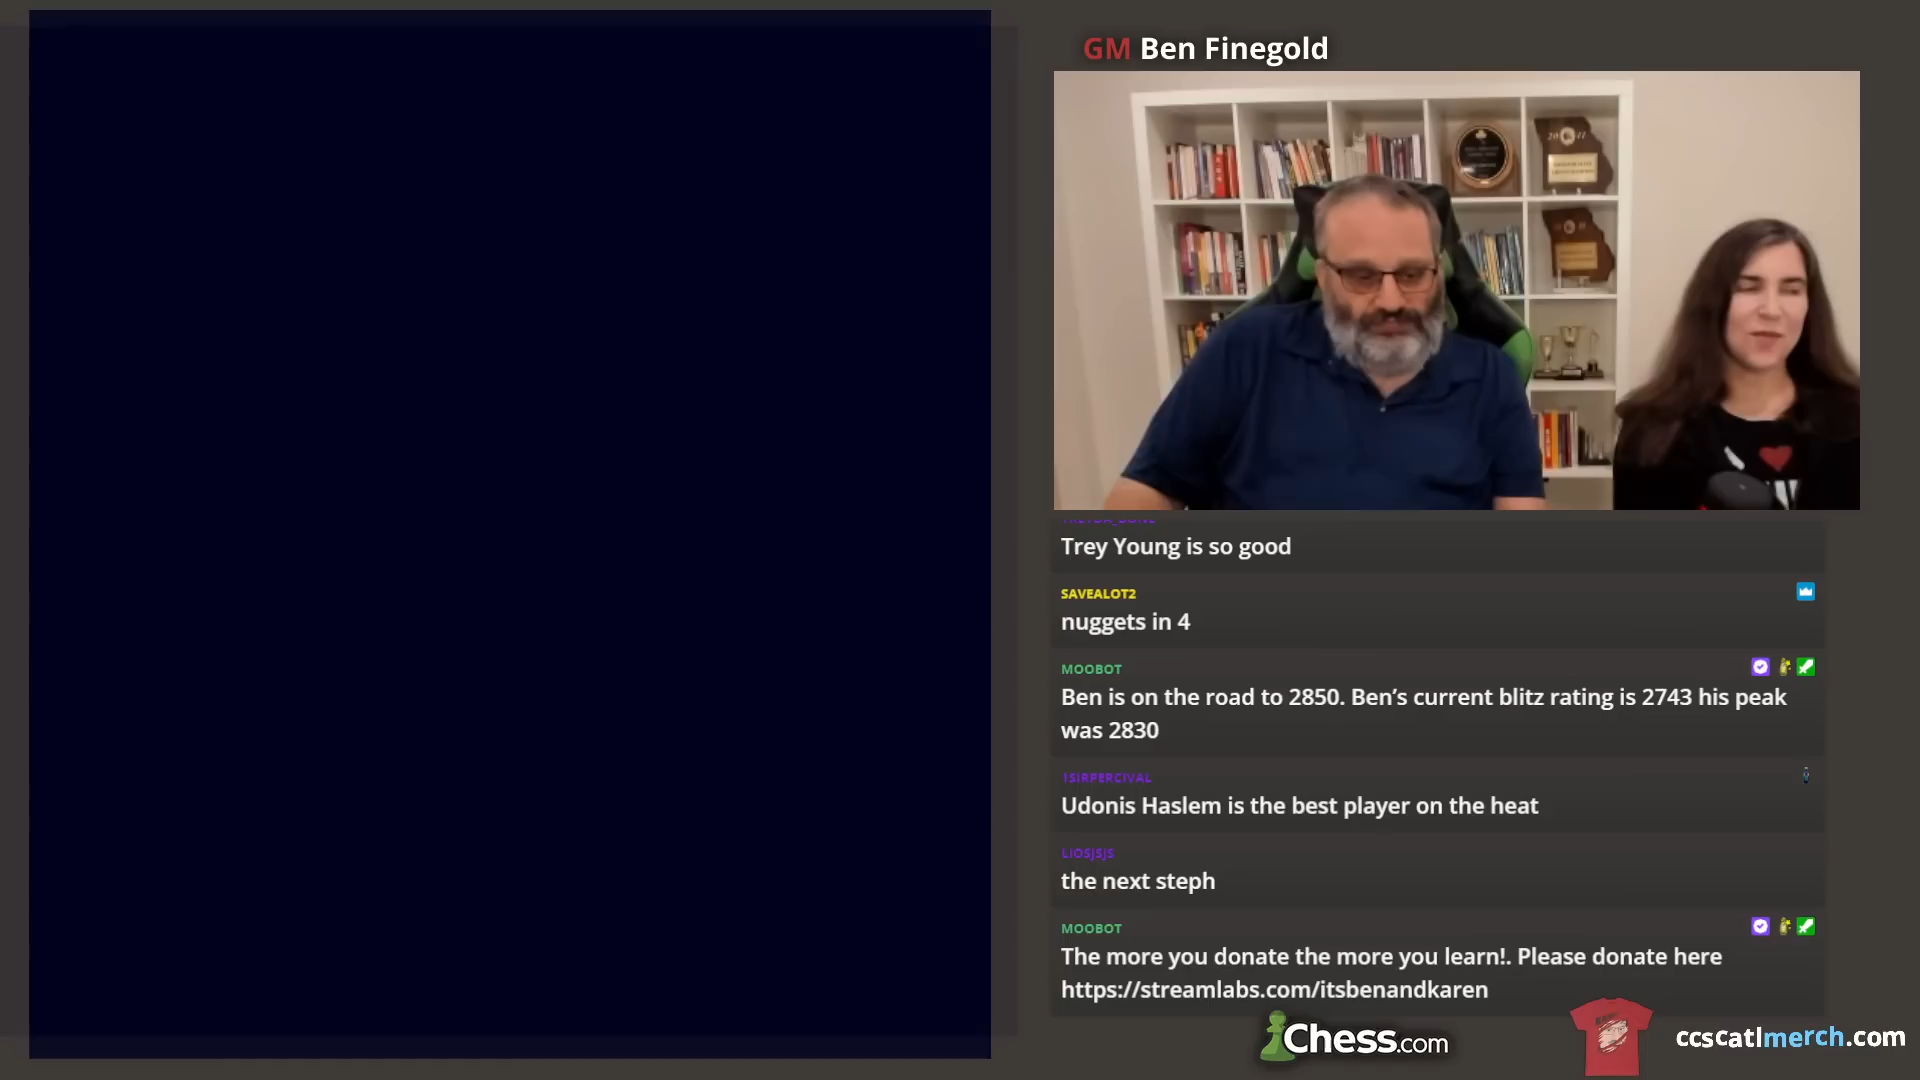 GM Ben Finegold
2011
Trey Young is so good
SAVEALOT2
nuggets in 4
MOOBOT
Ben is on the road to 2850. Ben's current blitz rating is 2743 his peak
was 2830
1SIRPERCIVAL
Udonis Haslem is the best player on the heat
LIOSJSJS
the next steph
MOOBOT
The more you donate the more you learn!. Please donate here
https://streamlabs.com/itsbenandkaren
Chess.com
ccscatlmerch.com